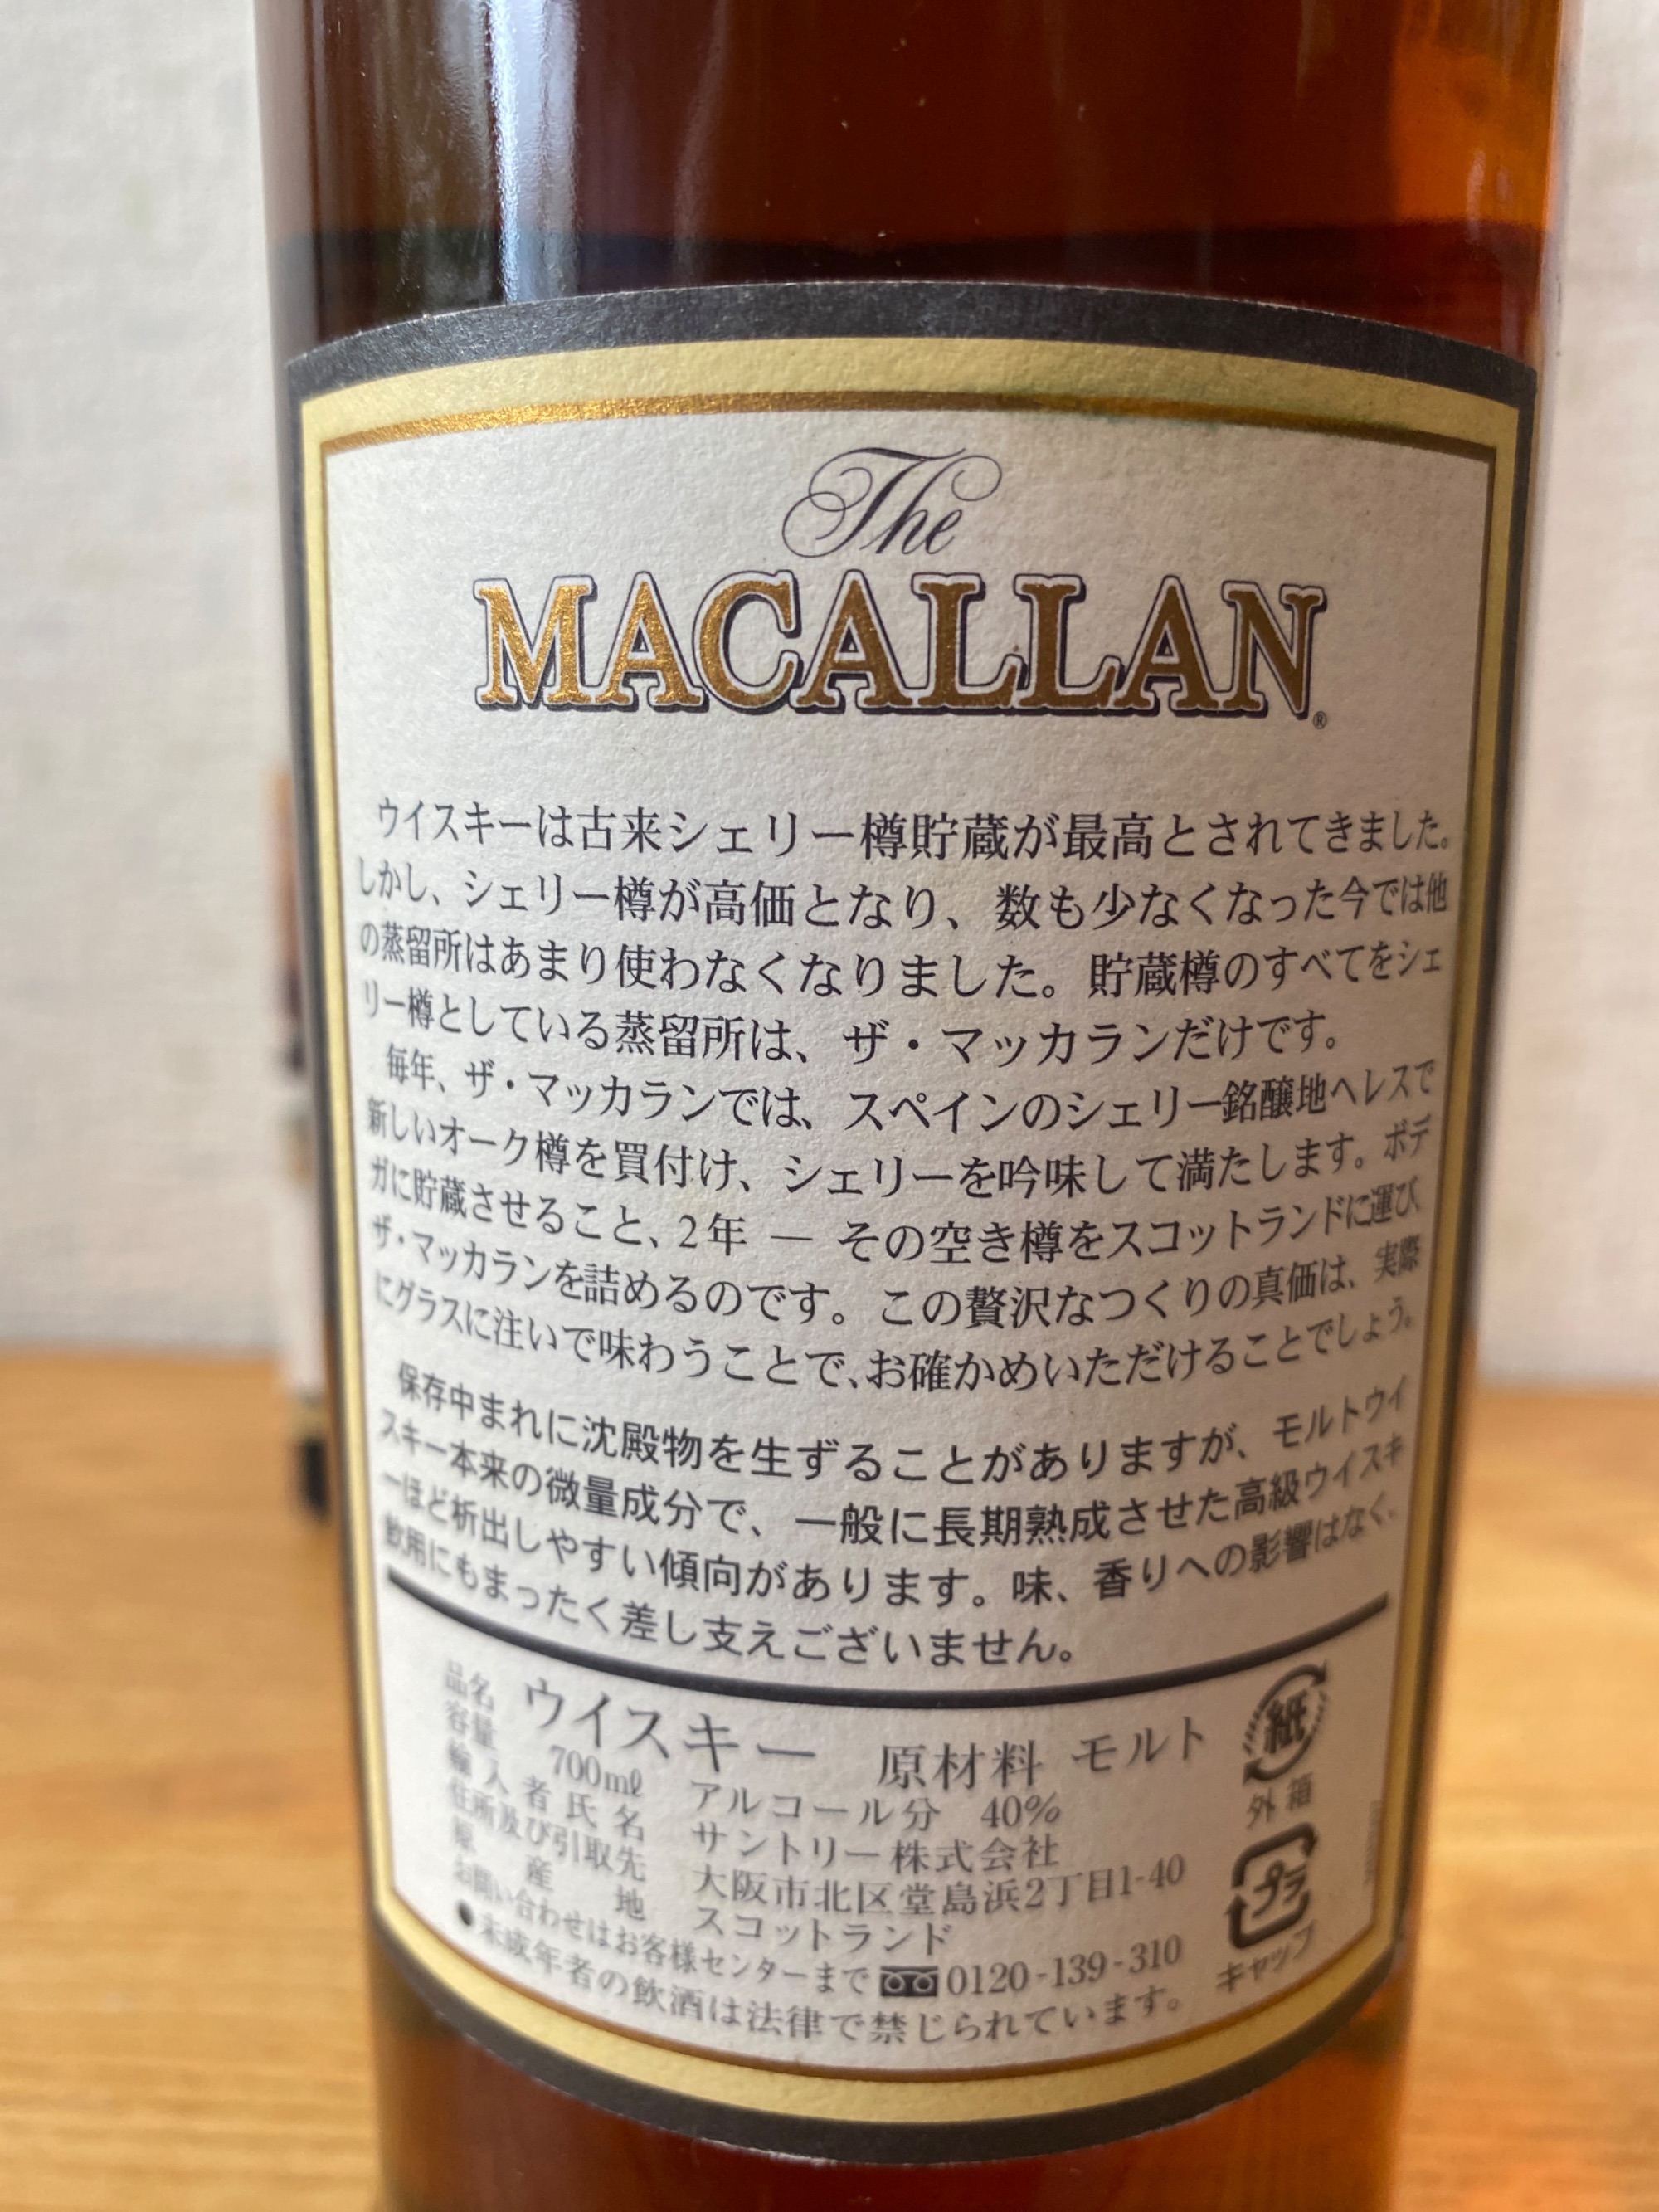 The
MACALLAN®
ウイスキーは古来シェリー樽貯蔵が最高とされてきました。
しかし、シェリー樽が高価となり、数も少なくなった今では他
の蒸留所はあまり使わなくなりました。貯蔵樽のすべてをシェ
リー樽としている蒸留所は、ザ・マッカランだけです。
毎年、ザ・マッカランでは、スペインのシェリー銘醸地ヘレスで
新しいオーク樽を買付け、シェリーを吟味して満たします。ボデ
ガに貯蔵させること、2年 ― その空き樽をスコットランドに運び、
ザ・マッカランを詰めるのです。この贅沢なつくりの真価は、実際
にグラスに注いで味わうことで、お確かめいただけることでしょう。
保存中まれに沈殿物を生ずることがありますが、モルトウイ
スキー本来の微量成分で、一般に長期熟成させた高級ウイスキ
ーほど析出しやすい傾向があります。味、香りへの影響はなく、
飲用にもまったく差し支えございません。
品名 ウイスキー 原材料 モルト
容量 700mℓ アルコール分 40%
輸入者氏名 サントリー株式会社
住所及び引取先 大阪市北区堂島浜2丁目1-40
原産地 スコットランド
お問い合わせはお客様センターまで 0120-139-310
●未成年者の飲酒は法律で禁じられています。
紙
外箱
プラ
キャップ